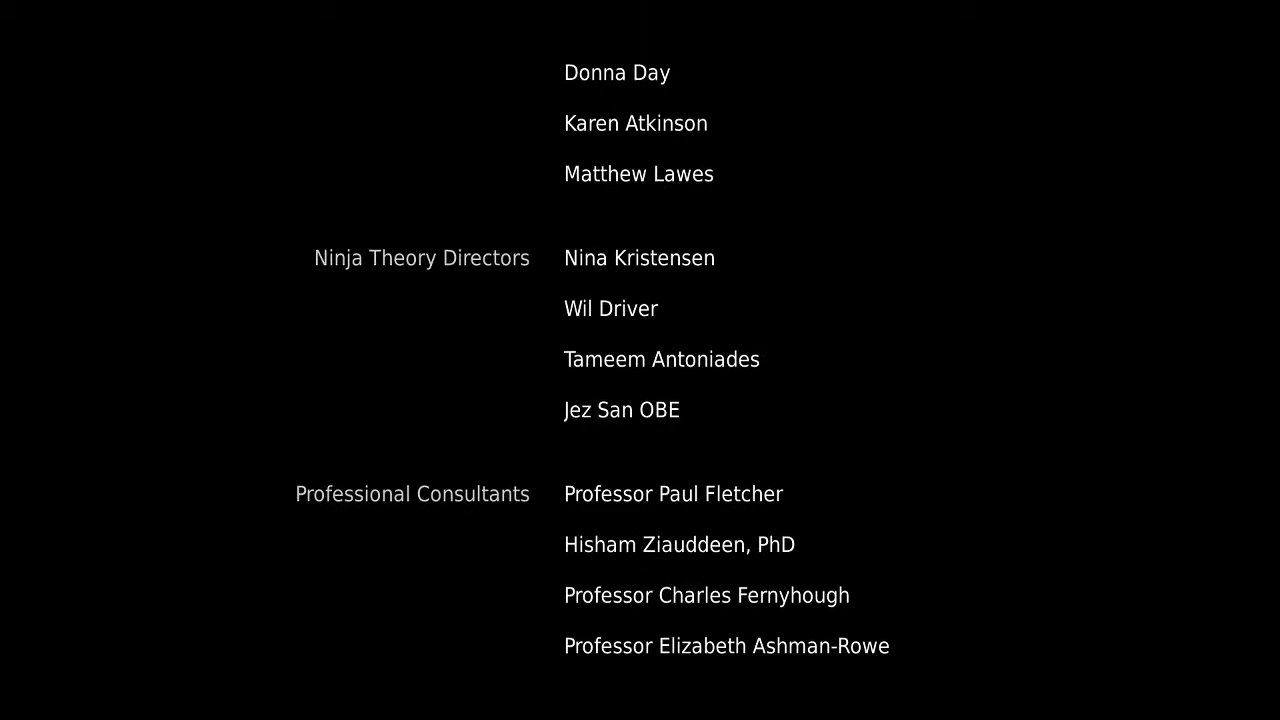 Donna Day
Karen Atkinson
Matthew Lawes
Ninja Theory Directors Nina Kristensen
Wil Driver
Tameem Antoniades
Jez San OBE
Professional Consultants Professor Paul Fletcher
Hisham Ziauddeen, PhD
Professor Charles Fernyhough
Professor Elizabeth Ashman-Rowe